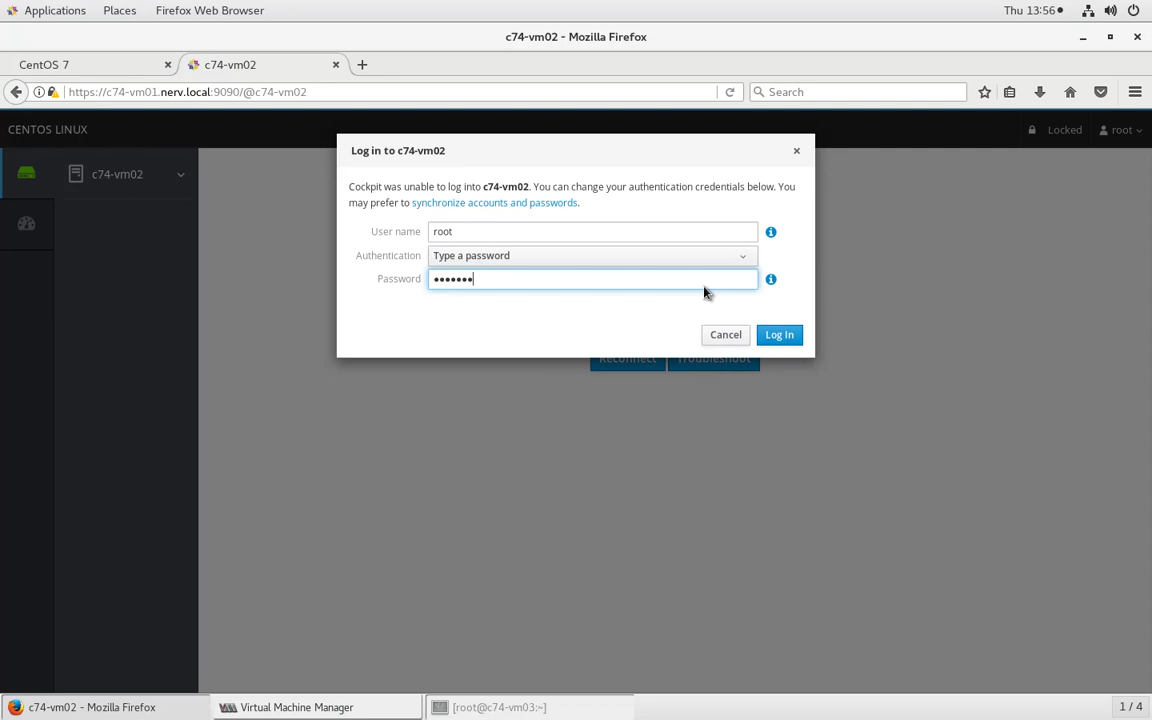 Applications Places Firefox Web Browser Thu 13:56
c74-vm02 - Mozilla Firefox
CentOS 7 c74-vm02
https://c74-vm01.nerv.local:9090/@c74-vm02 Search
CENTOS LINUX Locked root
c74-vm02
Log in to c74-vm02
Cockpit was unable to log into c74-vm02. You can change your authentication credentials below. You
may prefer to synchronize accounts and passwords.
User name root
Authentication Type a password
Password •••••••
Cancel Log In
Reconnect Troubleshoot
c74-vm02 - Mozilla Firefox Virtual Machine Manager [root@c74-vm03:~] 1 / 4